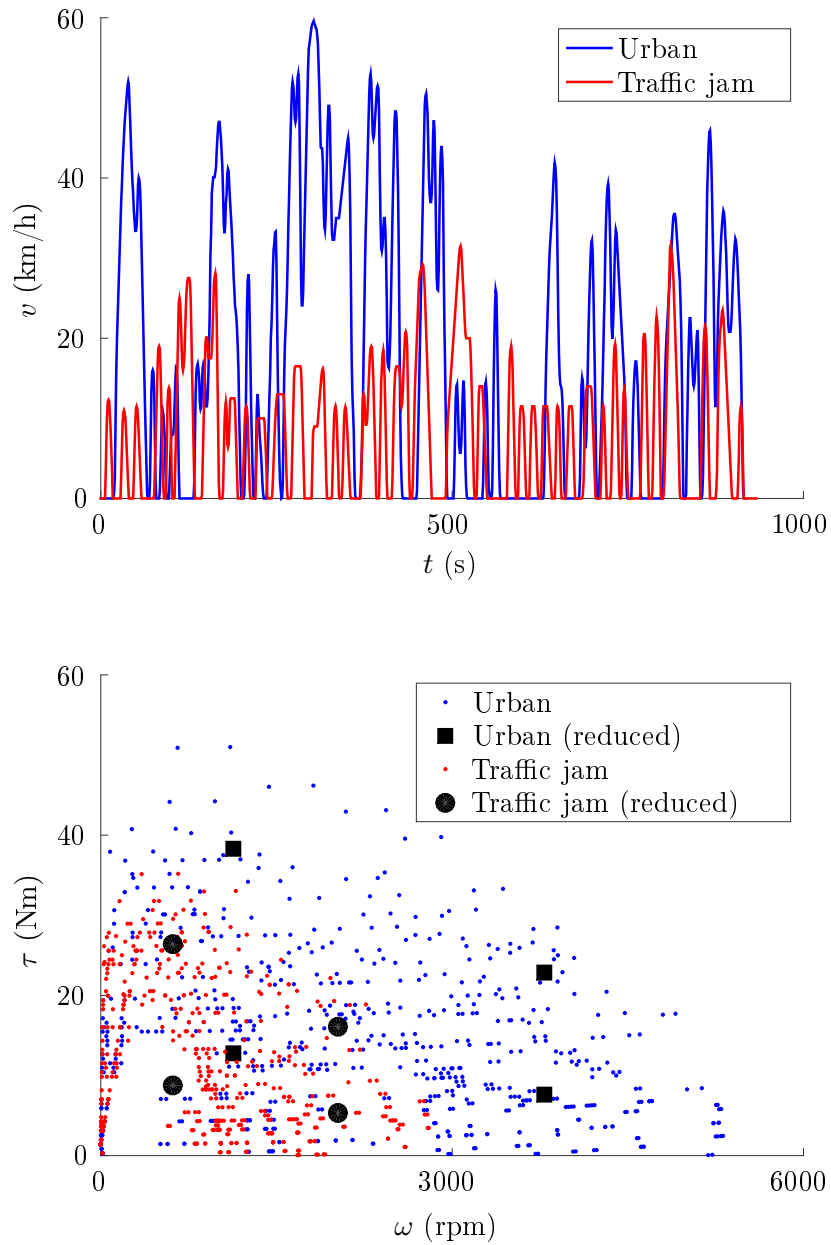 60
40
20
0
v (km/h)
Urban
Traffic jam
0
500
1000
t (s)
60
40
20
0
τ (Nm)
Urban
Urban (reduced)
Traffic jam
Traffic jam (reduced)
0
3000
6000
ω (rpm)